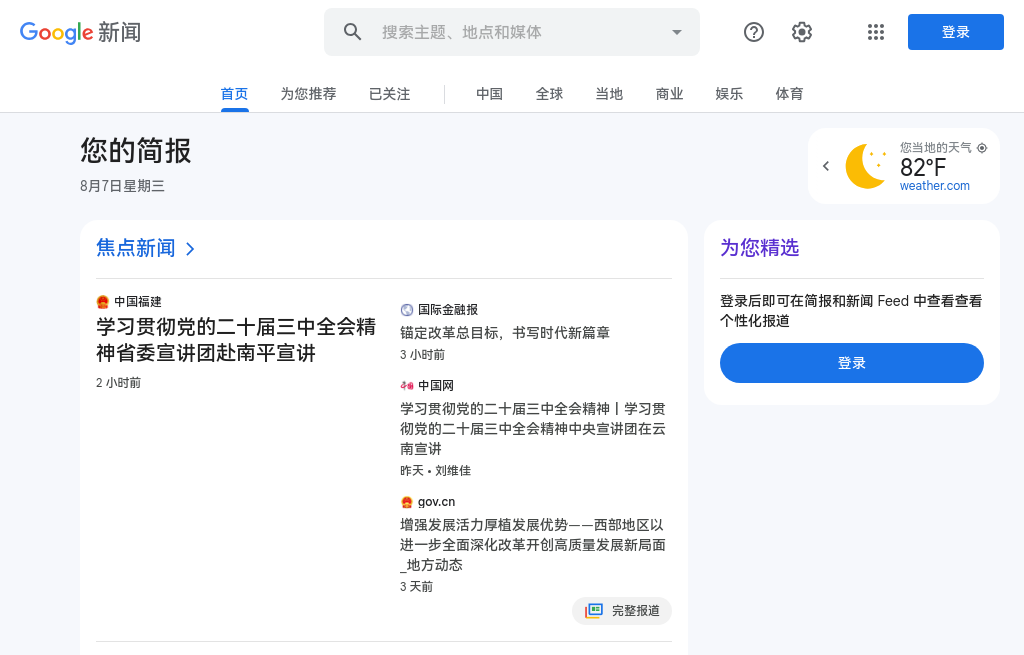 Google 新闻
搜索主题、地点和媒体
登录
首页
为您推荐
已关注
中国
全球
当地
商业
娱乐
体育
您的简报
8月7日星期三
您当地的天气
82°F
weather.com
焦点新闻
中国福建
学习贯彻党的二十届三中全会精
神省委宣讲团赴南平宣讲
2 小时前
国际金融报
锚定改革总目标，书写时代新篇章
3 小时前
中国网
学习贯彻党的二十届三中全会精神丨学习贯
彻党的二十届三中全会精神中央宣讲团在云
南宣讲
昨天 • 刘维佳
gov.cn
增强发展活力厚植发展优势——西部地区以
进一步全面深化改革开创高质量发展新局面
_地方动态
3 天前
完整报道
为您精选
登录后即可在简报和新闻 Feed 中查看查看
个性化报道
登录